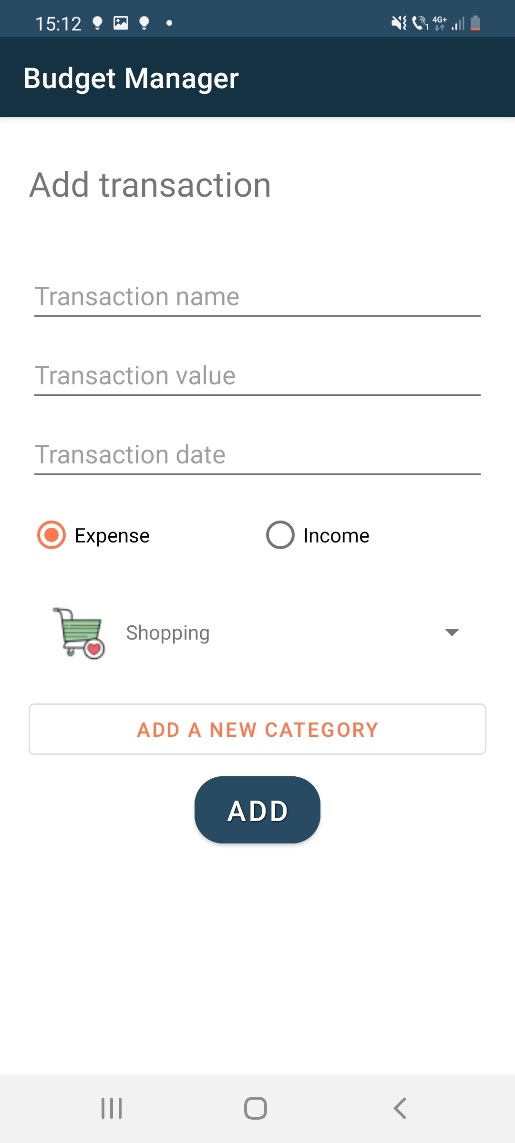 15:12 4G+
Budget Manager
Add transaction
Transaction name
Transaction value
Transaction date
Expense Income
Shopping
ADD A NEW CATEGORY
ADD